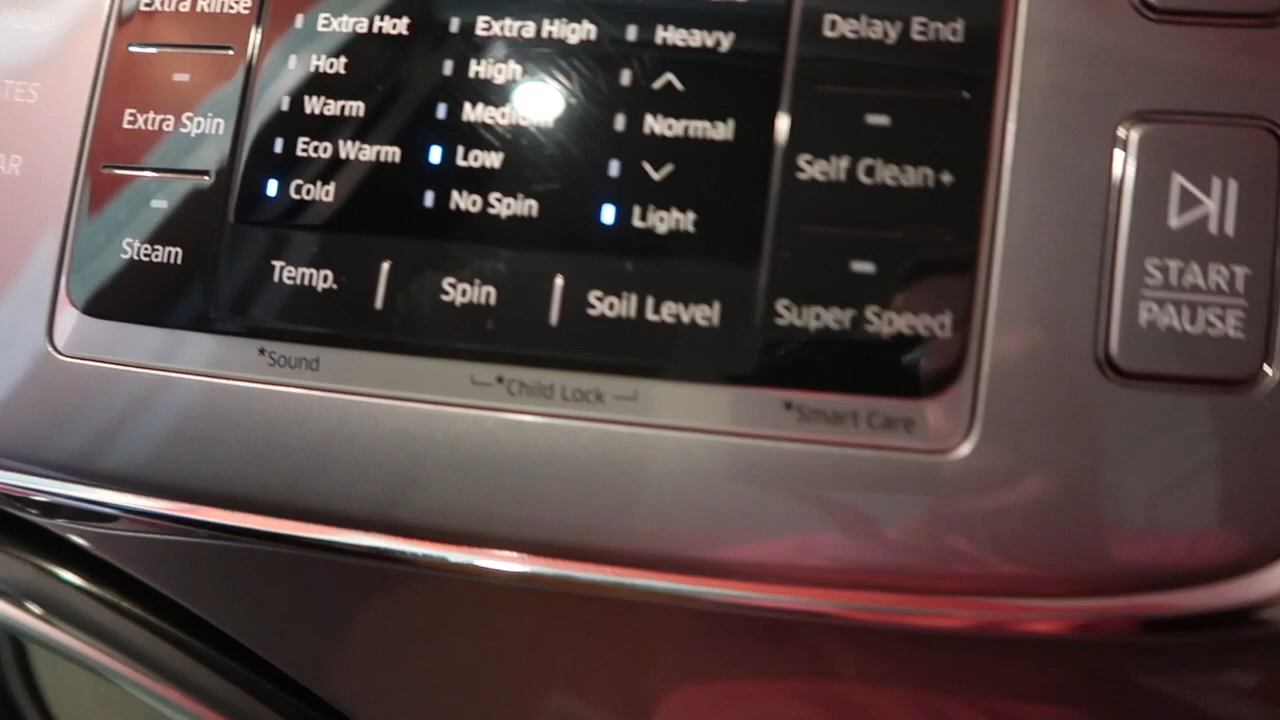 Extra Rinse
Extra Spin
Steam
Extra Hot
Hot
Warm
Eco Warm
Cold
Temp.
Extra High
High
Medium
Low
No Spin
Spin
Heavy
Normal
Light
Soil Level
Delay End
Self Clean+
Super Speed
START
PAUSE
*Sound
*Child Lock
*Smart Care